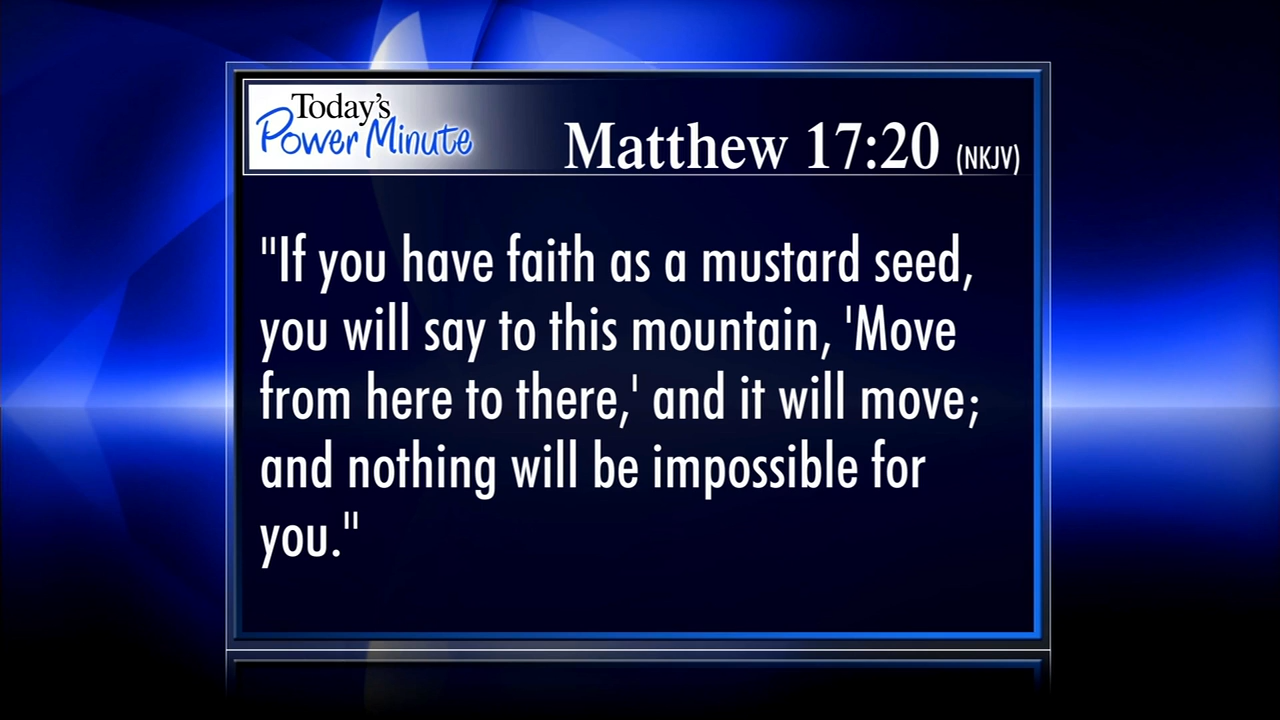 Today's
Power Minute
Matthew 17:20 (NKJV)
"If you have faith as a mustard seed,
you will say to this mountain, 'Move
from here to there,' and it will move;
and nothing will be impossible for
you."